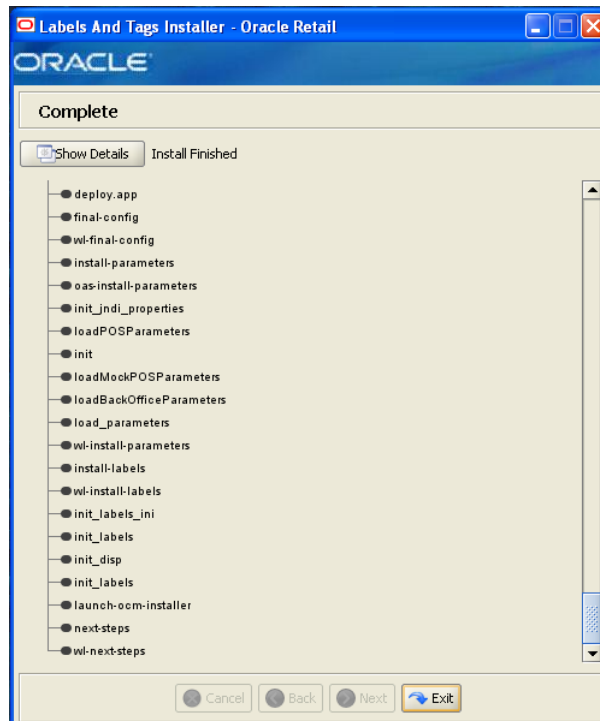 Labels And Tags Installer - Oracle Retail
ORACLE
Complete
Show Details Install Finished
deploy.app
final-config
wl-final-config
install-parameters
oas-install-parameters
init_jndi_properties
loadPOSParameters
init
loadMockPOSParameters
loadBackOfficeParameters
load_parameters
wl-install-parameters
install-labels
wl-install-labels
init_labels_ini
init_labels
init_disp
init_labels
launch-ocm-installer
next-steps
wl-next-steps
Cancel Back Next Exit